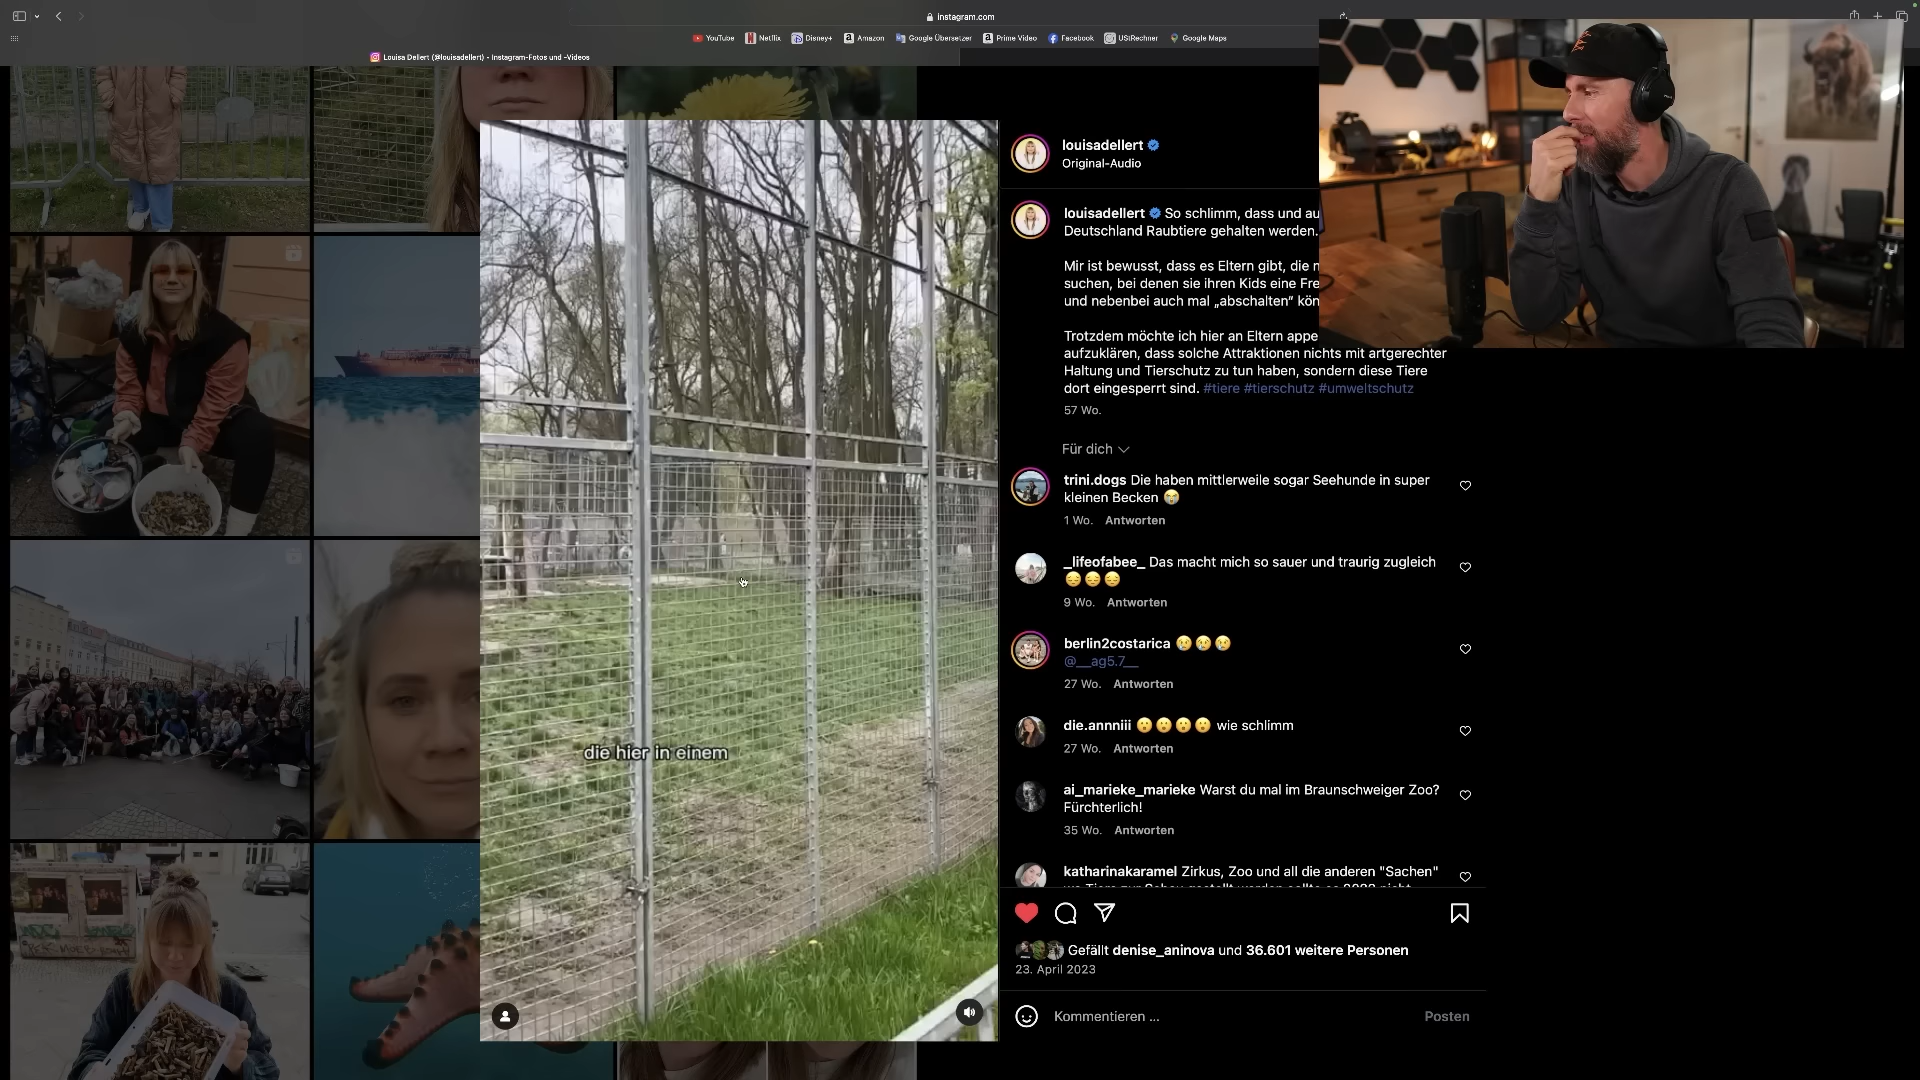 instagram.com
YouTube Netflix Disney+ Amazon Google Übersetzer Prime Video Facebook UStRechner Google Maps
Louisa Dellert (@louisadellert) • Instagram-Fotos und -Videos
louisadellert
Original-Audio
louisadellert So schlimm, dass und au
Deutschland Raubtiere gehalten werden.
Mir ist bewusst, dass es Eltern gibt, die n
suchen, bei denen sie ihren Kids eine Fre
und nebenbei auch mal „abschalten“ kön
Trotzdem möchte ich hier an Eltern appe
aufzuklären, dass solche Attraktionen nichts mit artgerechter
Haltung und Tierschutz zu tun haben, sondern diese Tiere
dort eingesperrt sind. #tiere #tierschutz #umweltschutz
57 Wo.
Für dich
trini.dogs Die haben mittlerweile sogar Seehunde in super
kleinen Becken 😭
1 Wo. Antworten
_lifeofabee_ Das macht mich so sauer und traurig zugleich
😔😔😔
9 Wo. Antworten
berlin2costarica 😢😢😢
@__ag5.7__
27 Wo. Antworten
die.annniii 😮😮😮😮 wie schlimm
27 Wo. Antworten
ai_marieke_marieke Warst du mal im Braunschweiger Zoo?
Fürchterlich!
35 Wo. Antworten
katharinakaramel Zirkus, Zoo und all die anderen "Sachen"
die hier in einem
Gefällt denise_aninova und 36.601 weitere Personen
23. April 2023
Kommentieren ...
Posten